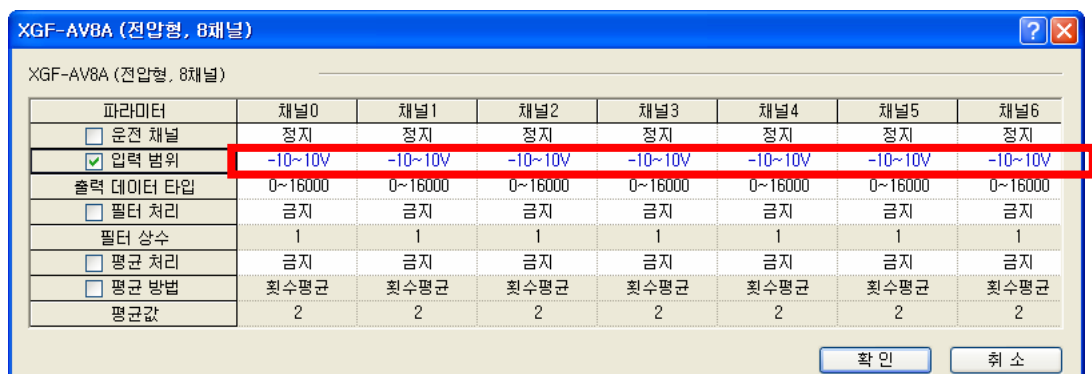 XGF-AV8A (전압형, 8채널)
XGF-AV8A (전압형, 8채널)
파라미터 채널0 채널1 채널2 채널3 채널4 채널5 채널6
운전 채널 정지 정지 정지 정지 정지 정지 정지
입력 범위 -10~10V -10~10V -10~10V -10~10V -10~10V -10~10V -10~10V
출력 데이터 타입 0~16000 0~16000 0~16000 0~16000 0~16000 0~16000 0~16000
필터 처리 금지 금지 금지 금지 금지 금지 금지
필터 상수 1 1 1 1 1 1 1
평균 처리 금지 금지 금지 금지 금지 금지 금지
평균 방법 횟수평균 횟수평균 횟수평균 횟수평균 횟수평균 횟수평균 횟수평균
평균값 2 2 2 2 2 2 2
확인 취소